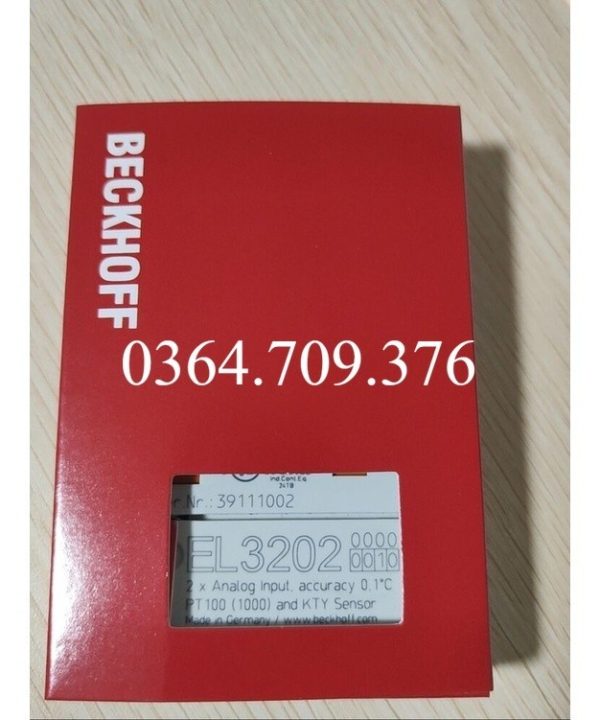 BECKHOFF
0364.709.376
Ind.Cont.Eq
24TB
r.Nr.: 39111002
EL3202 0000
0010
2 x Analog Input, accuracy 0,1°C
PT100 (1000) and KTY Sensor
Made in Germany / www.beckhoff.com